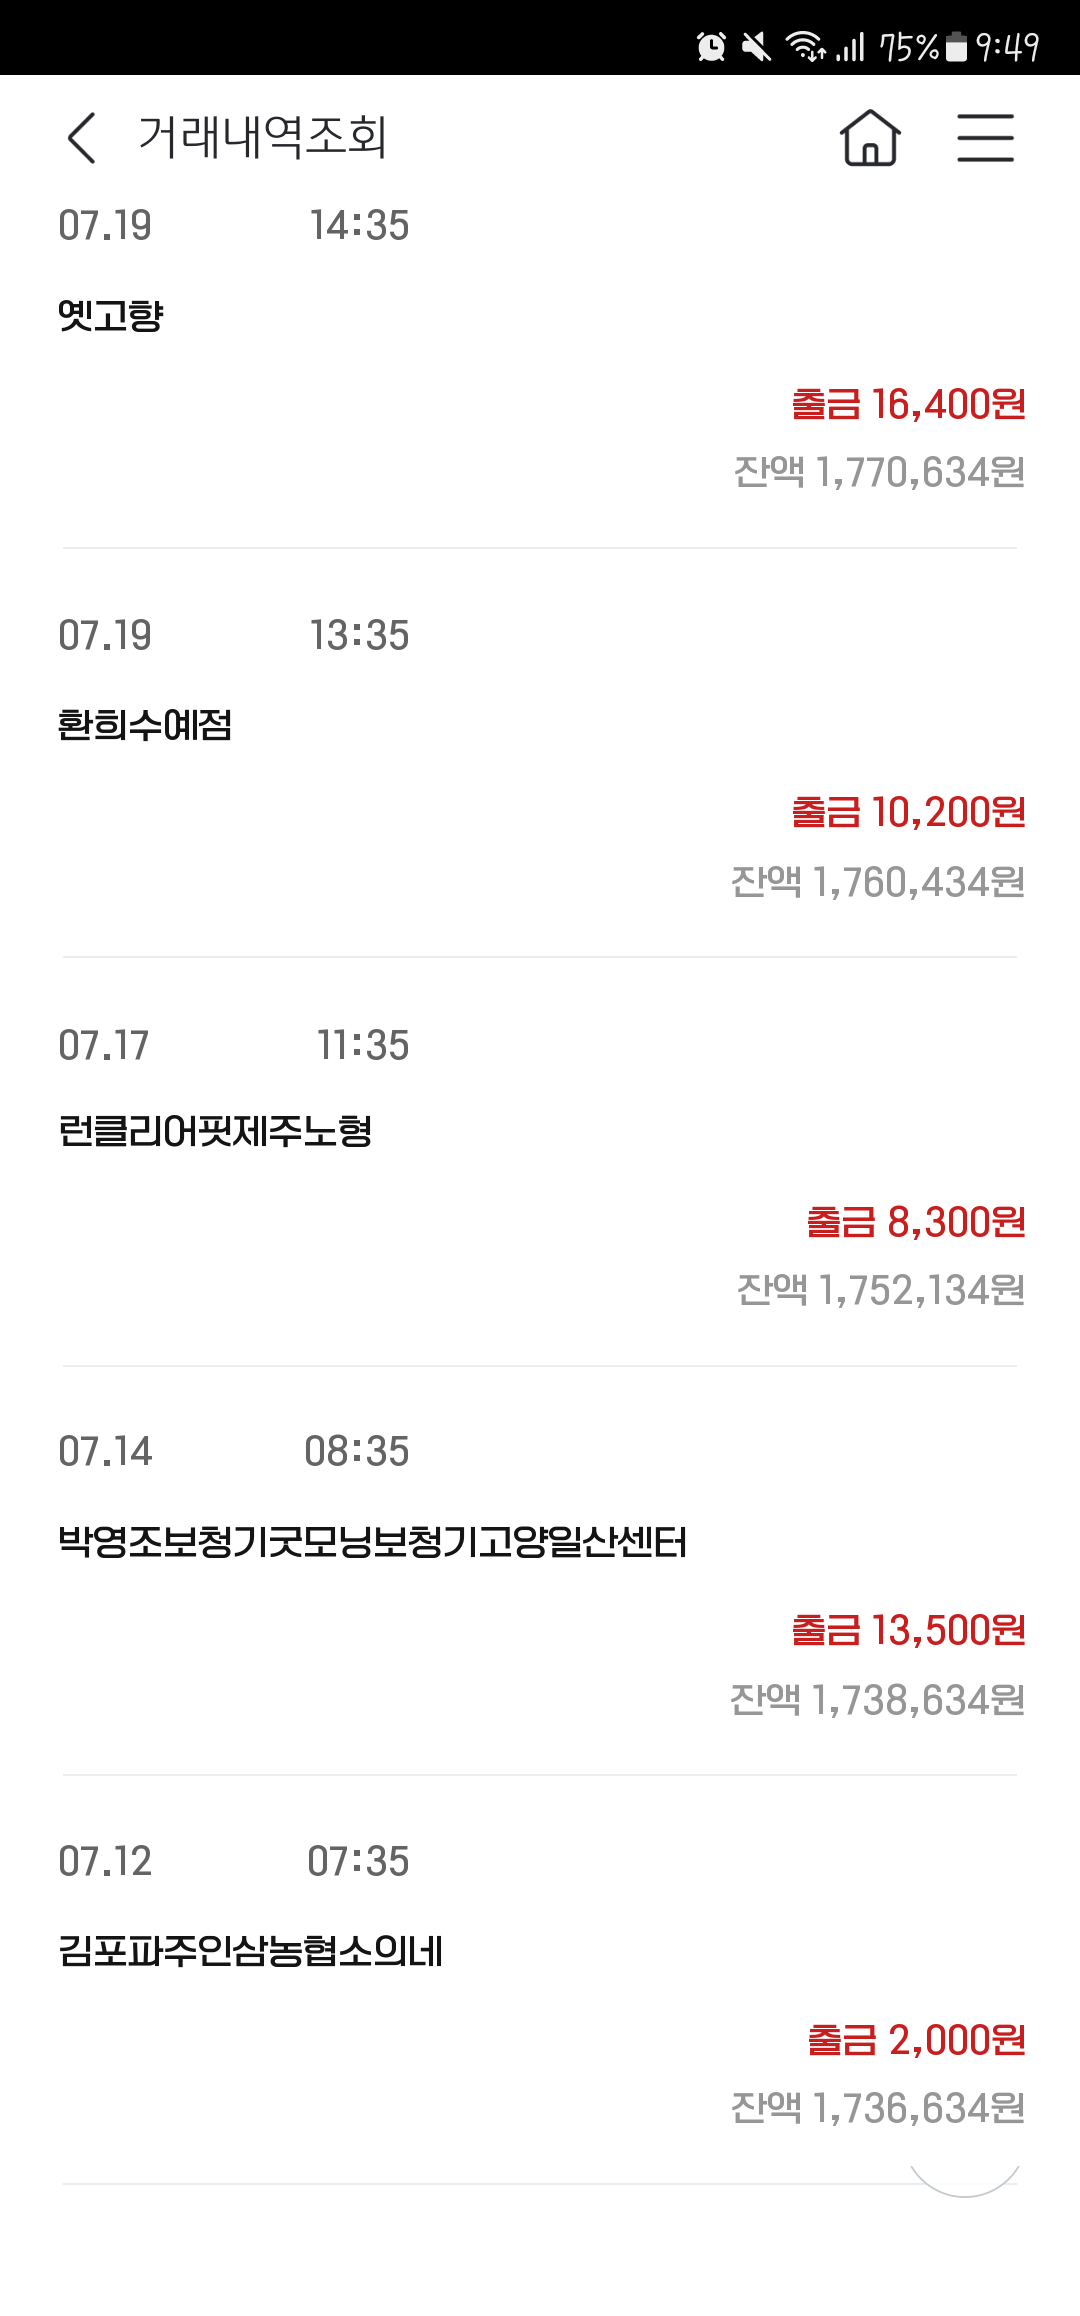 75% 9:49
거래내역조회
07.19 14:35
옛고향
출금 16,400원
잔액 1,770,634원
07.19 13:35
환희수예점
출금 10,200원
잔액 1,760,434원
07.17 11:35
런클리어핏제주노형
출금 8,300원
잔액 1,752,134원
07.14 08:35
박영조보청기굿모닝보청기고양일산센터
출금 13,500원
잔액 1,738,634원
07.12 07:35
김포파주인삼농협소의네
출금 2,000원
잔액 1,736,634원